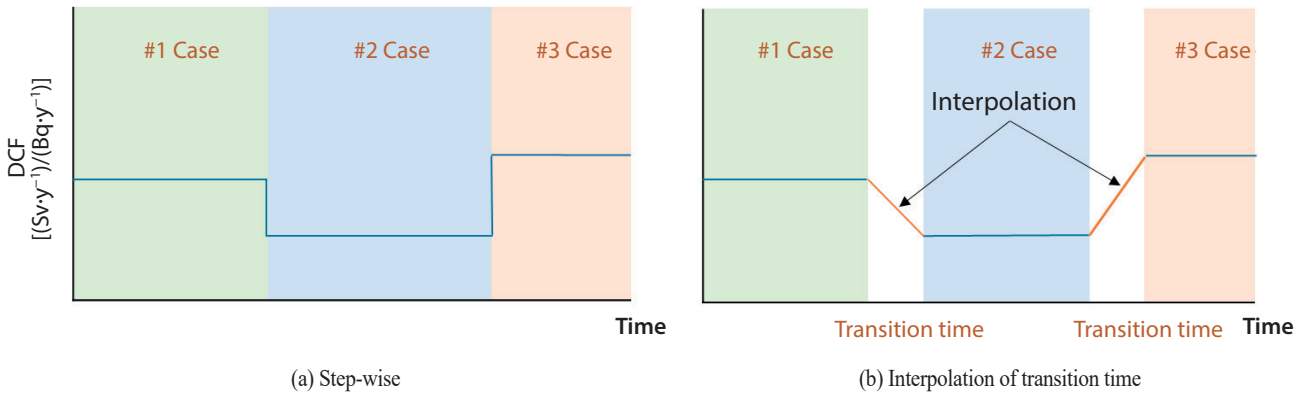 #1 Case
#2 Case
#3 Case
DCF
[(Sv·y⁻¹)/(Bq·y⁻¹)]
Time
(a) Step-wise
#1 Case
#2 Case
#3 Case
Interpolation
Transition time
Transition time
Time
(b) Interpolation of transition time